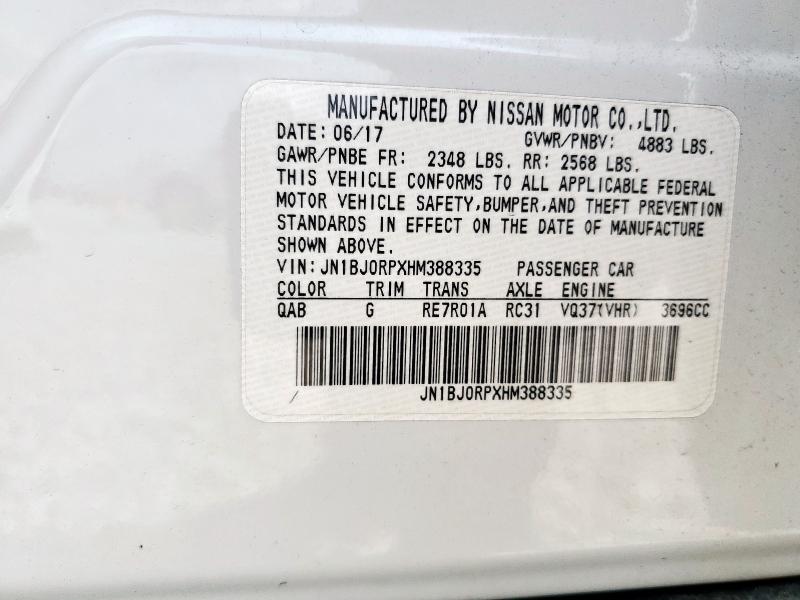 MANUFACTURED BY NISSAN MOTOR CO.,LTD.
DATE: 06/17 GVWR/PNBV: 4883 LBS.
GAWR/PNBE FR: 2348 LBS. RR: 2568 LBS.
THIS VEHICLE CONFORMS TO ALL APPLICABLE FEDERAL
MOTOR VEHICLE SAFETY,BUMPER,AND THEFT PREVENTION
STANDARDS IN EFFECT ON THE DATE OF MANUFACTURE
SHOWN ABOVE.
VIN: JN1BJ0RPXHM388335 PASSENGER CAR
COLOR TRIM TRANS AXLE ENGINE
QAB G RE7R01A RC31 VQ37(VHR) 3696CC
JN1BJ0RPXHM388335